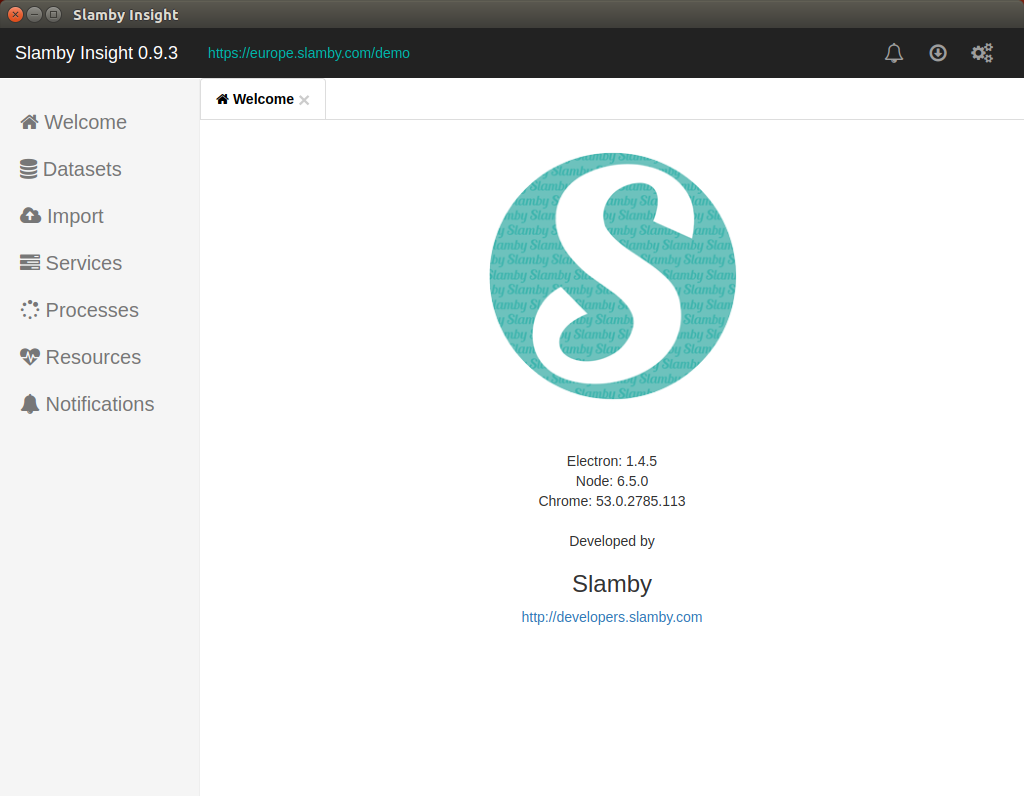 Slamby Insight
Slamby Insight 0.9.3
https://europe.slamby.com/demo
Welcome
Datasets
Import
Services
Processes
Resources
Notifications
Welcome
Electron: 1.4.5
Node: 6.5.0
Chrome: 53.0.2785.113
Developed by
Slamby
http://developers.slamby.com